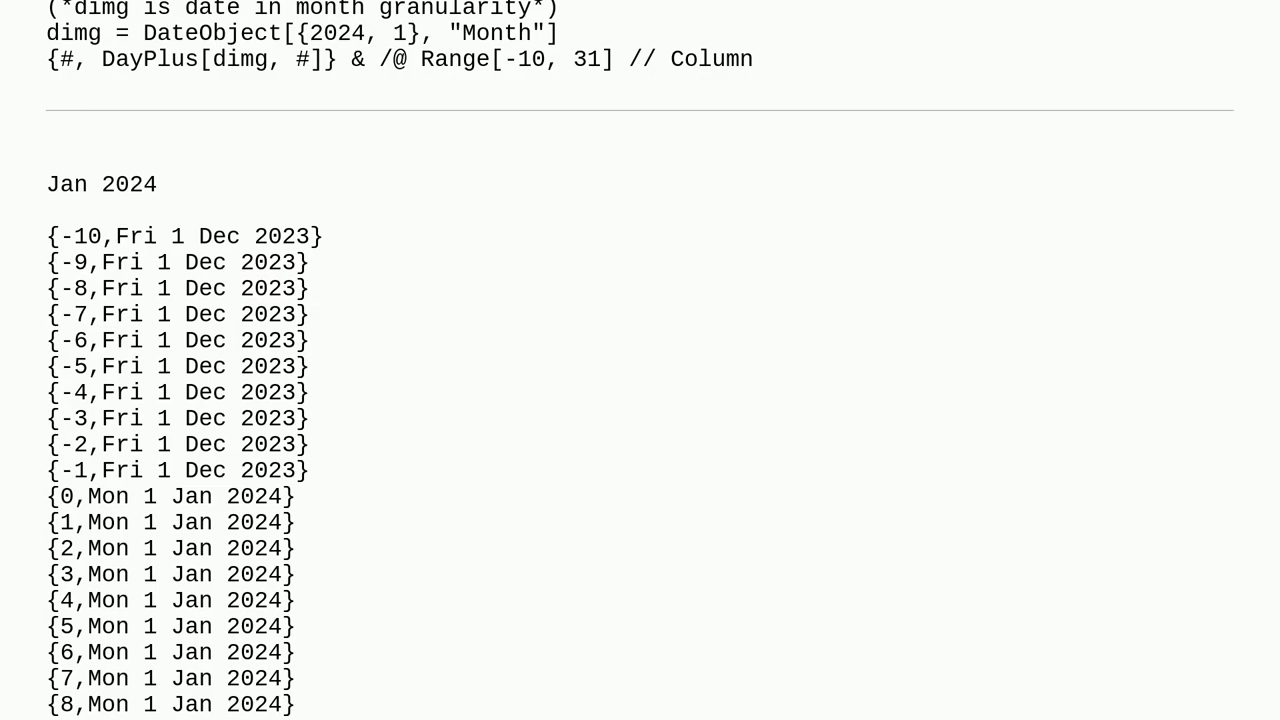 (*dimg is date in month granularity*)
dimg = DateObject[{2024, 1}, "Month"]
{#, DayPlus[dimg, #]} & /@ Range[-10, 31] // Column
Jan 2024
{-10,Fri 1 Dec 2023}
{-9,Fri 1 Dec 2023}
{-8,Fri 1 Dec 2023}
{-7,Fri 1 Dec 2023}
{-6,Fri 1 Dec 2023}
{-5,Fri 1 Dec 2023}
{-4,Fri 1 Dec 2023}
{-3,Fri 1 Dec 2023}
{-2,Fri 1 Dec 2023}
{-1,Fri 1 Dec 2023}
{0,Mon 1 Jan 2024}
{1,Mon 1 Jan 2024}
{2,Mon 1 Jan 2024}
{3,Mon 1 Jan 2024}
{4,Mon 1 Jan 2024}
{5,Mon 1 Jan 2024}
{6,Mon 1 Jan 2024}
{7,Mon 1 Jan 2024}
{8,Mon 1 Jan 2024}